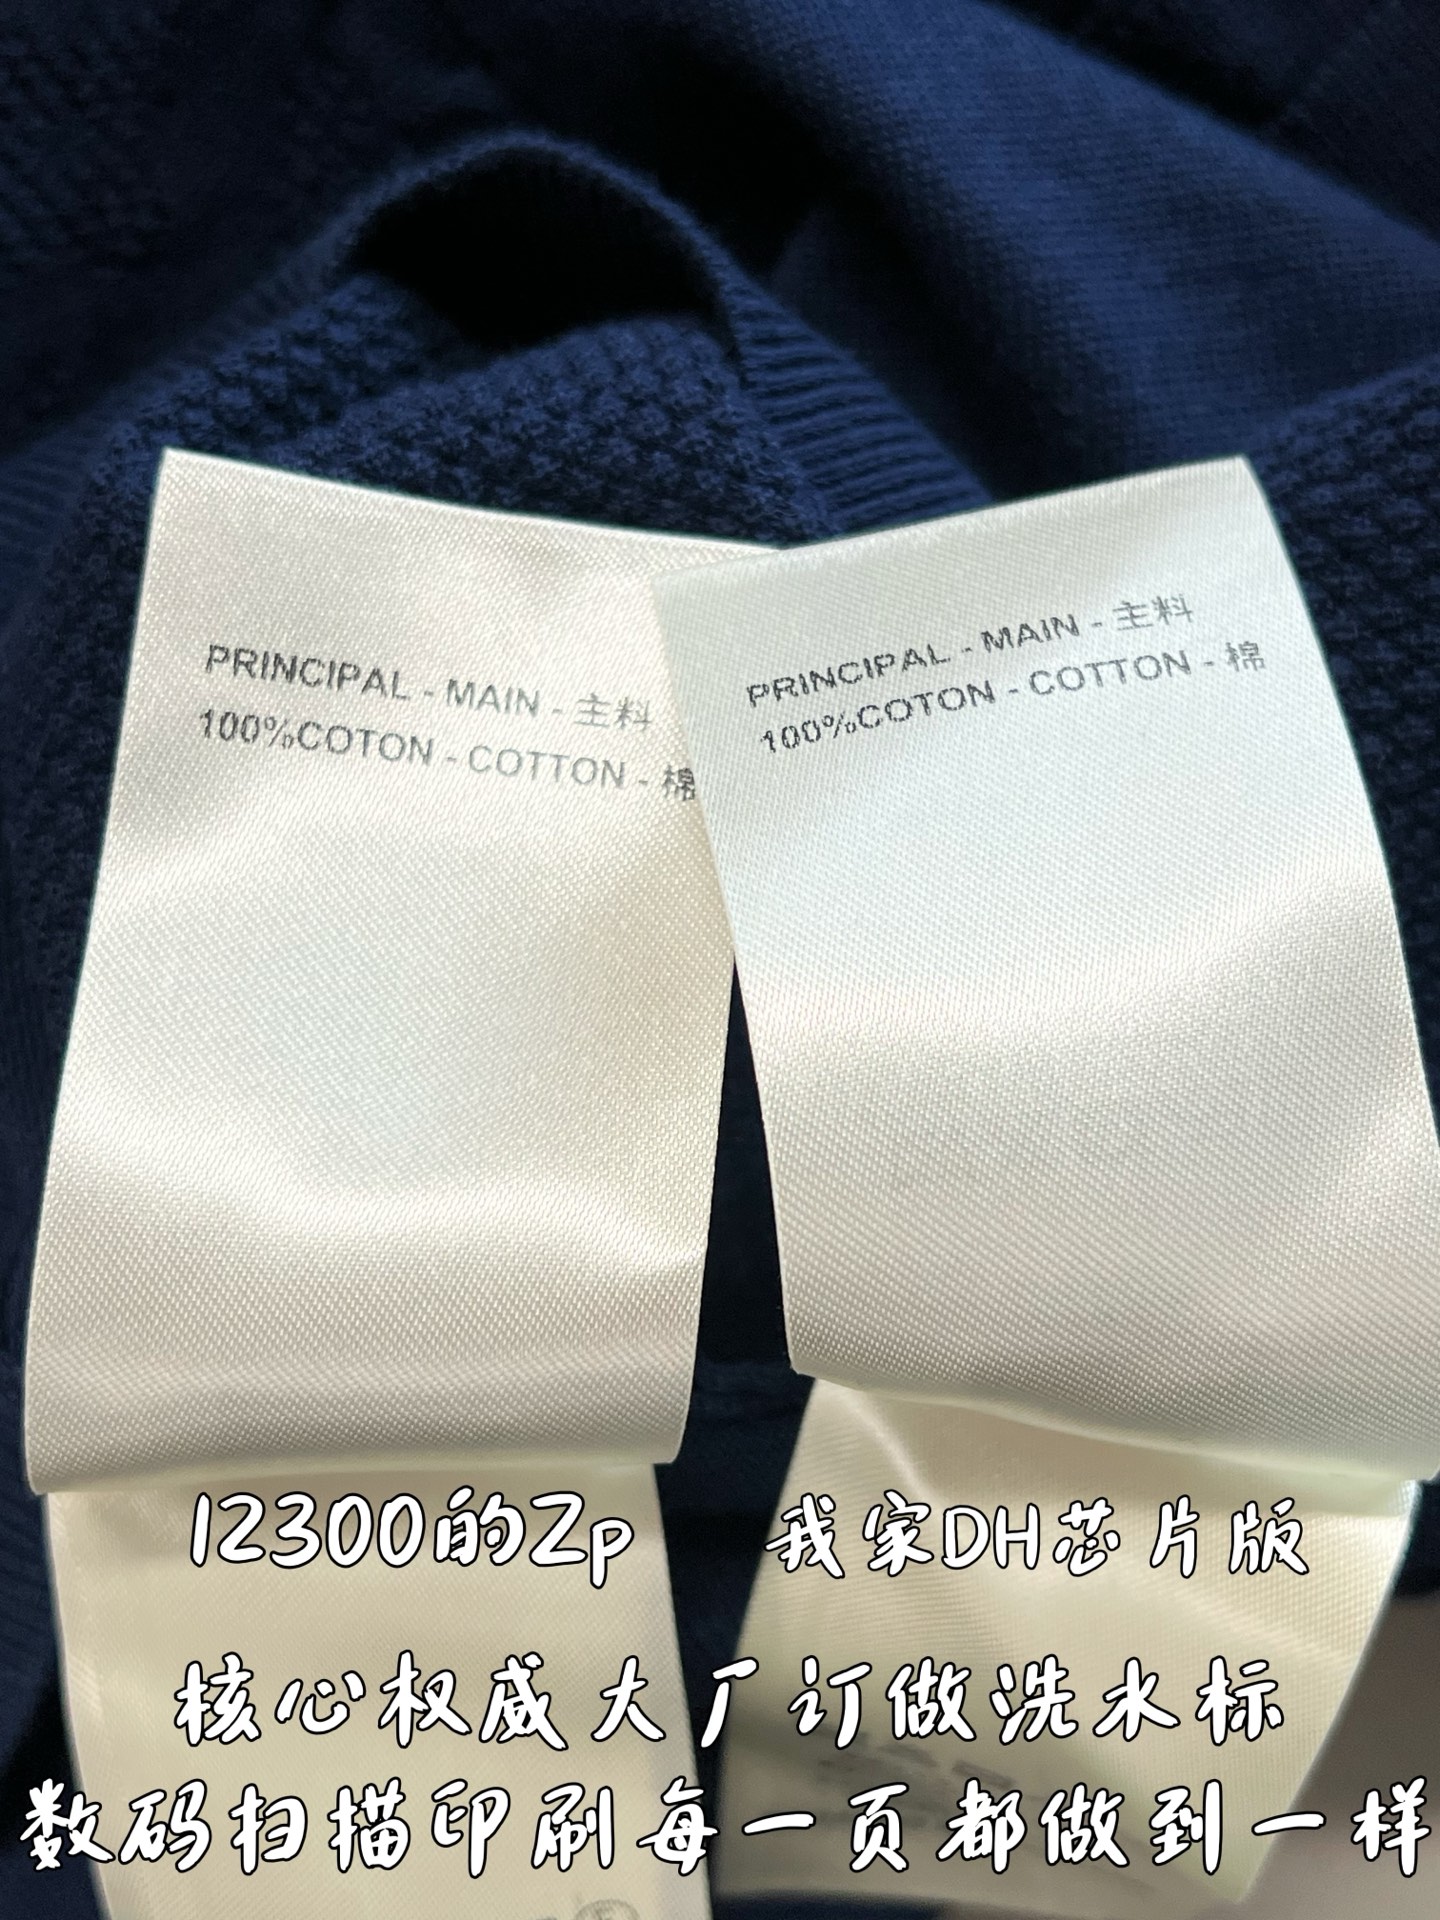 PRINCIPAL - MAIN - 主料
100%COTON - COTTON - 棉
PRINCIPAL - MAIN - 主料
100%COTON - COTTON - 棉
12300的Zp
我家DH芯片版
核心权威大厂订做洗水标
数码扫描印刷每一页都做到一样